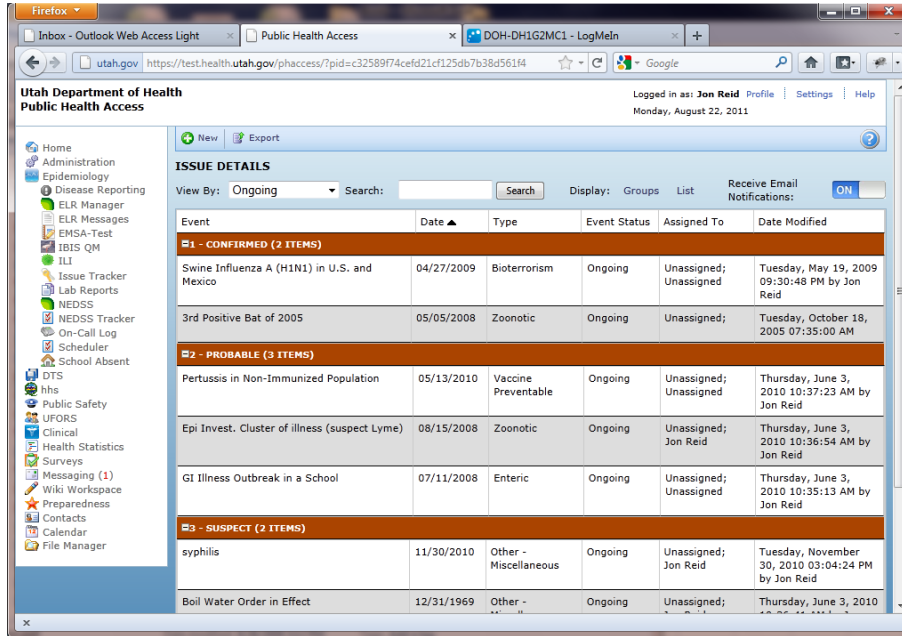 Firefox
Inbox - Outlook Web Access Light ×
Public Health Access ×
DOH-DH1G2MC1 - LogMeIn ×
utah.gov https://test.health.utah.gov/phaccess/?pid=c32589f74cefd21cf125db7b38d561f4
Google
Utah Department of Health
Public Health Access
Logged in as: Jon Reid Profile Settings Help
Monday, August 22, 2011
Home
Administration
Epidemiology
Disease Reporting
ELR Manager
ELR Messages
EMSA-Test
IBIS QM
ILI
Issue Tracker
Lab Reports
NEDSS
NEDSS Tracker
On-Call Log
Scheduler
School Absent
DTS
hhs
Public Safety
UFORS
Clinical
Health Statistics
Surveys
Messaging (1)
Wiki Workspace
Preparedness
Contacts
Calendar
File Manager
New Export
ISSUE DETAILS
View By: Ongoing Search: Search Display: Groups List Receive Email
Notifications: ON
Event Date Type Event Status Assigned To Date Modified
1 - CONFIRMED (2 ITEMS)
Swine Influenza A (H1N1) in U.S. and 04/27/2009 Bioterrorism Ongoing Unassigned; Tuesday, May 19, 2009
Mexico Unassigned 09:30:48 PM by Jon
Reid
3rd Positive Bat of 2005 05/05/2008 Zoonotic Ongoing Unassigned; Tuesday, October 18,
2005 07:35:00 AM
2 - PROBABLE (3 ITEMS)
Pertussis in Non-Immunized Population 05/13/2010 Vaccine Ongoing Unassigned; Thursday, June 3,
Preventable Unassigned 2010 10:37:23 AM by
Jon Reid
Epi Invest. Cluster of illness (suspect Lyme) 08/15/2008 Zoonotic Ongoing Unassigned; Thursday, June 3,
Jon Reid 2010 10:36:54 AM by
Jon Reid
GI Illness Outbreak in a School 07/11/2008 Enteric Ongoing Unassigned; Thursday, June 3,
Unassigned 2010 10:35:13 AM by
Jon Reid
3 - SUSPECT (2 ITEMS)
syphilis 11/30/2010 Other - Ongoing Unassigned; Tuesday, November
Miscellaneous Jon Reid 30, 2010 03:04:24 PM
by Jon Reid
Boil Water Order in Effect 12/31/1969 Other - Ongoing Unassigned; Thursday, June 3, 2010
×